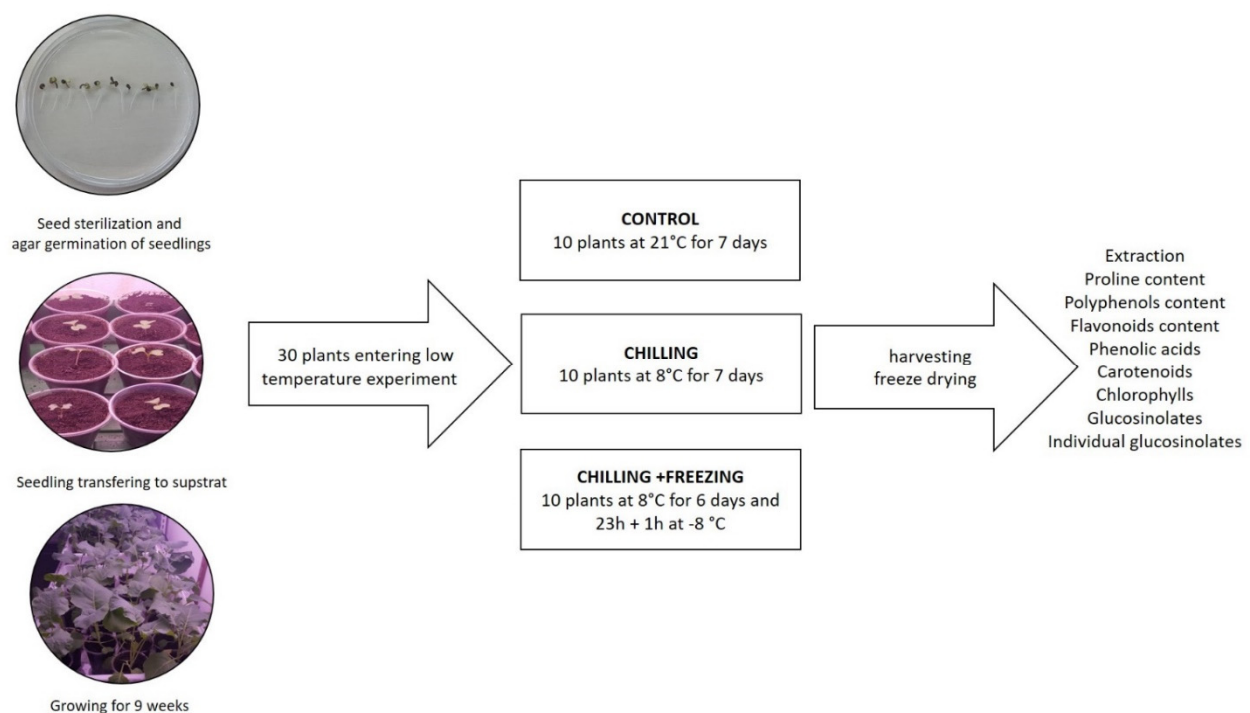 Seed sterilization and
agar germination of seedlings
Seedling transfering to supstrat
Growing for 9 weeks
30 plants entering low
temperature experiment
CONTROL
10 plants at 21°C for 7 days
CHILLING
10 plants at 8°C for 7 days
CHILLING +FREEZING
10 plants at 8°C for 6 days and
23h + 1h at -8 °C
harvesting
freeze drying
Extraction
Proline content
Polyphenols content
Flavonoids content
Phenolic acids
Carotenoids
Chlorophylls
Glucosinolates
Individual glucosinolates